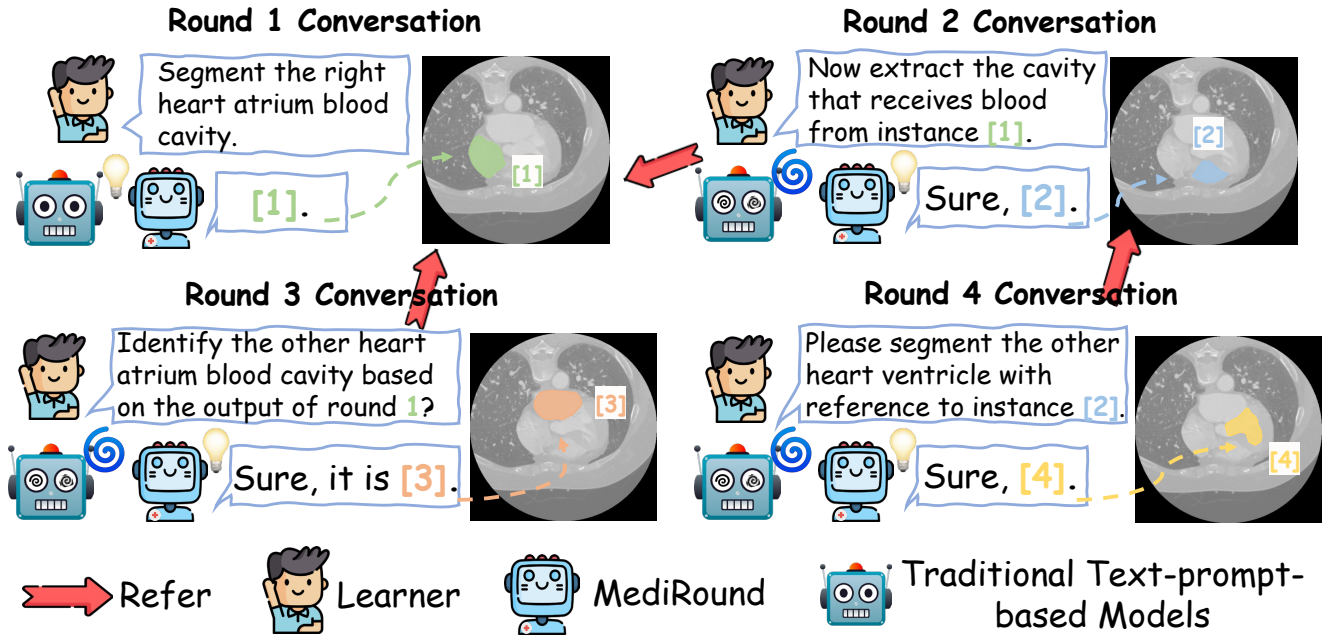 Round 1 Conversation
Segment the right
heart atrium blood
cavity.
[1].
[1]
Round 2 Conversation
Now extract the cavity
that receives blood
from instance [1].
Sure, [2].
[2]
Round 3 Conversation
Identify the other heart
atrium blood cavity based
on the output of round 1?
Sure, it is [3].
[3]
Round 4 Conversation
Please segment the other
heart ventricle with
reference to instance [2].
Sure, [4].
[4]
Refer
Learner
MediRound
Traditional Text-prompt-
based Models